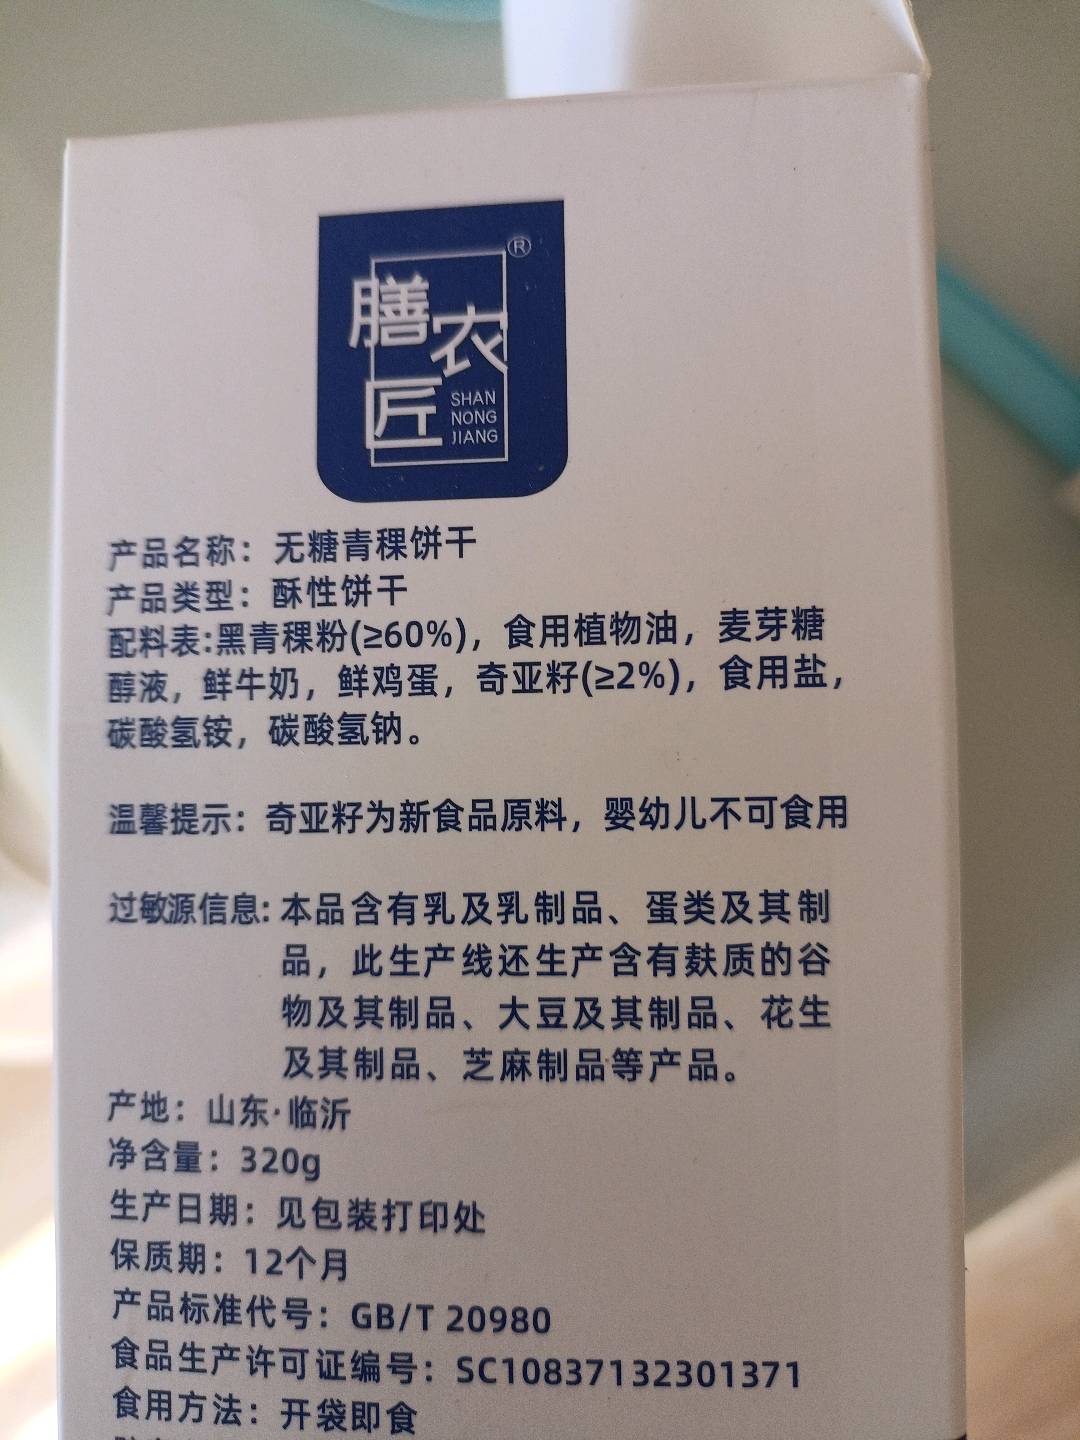 膳农匠
®
SHAN
NONG
JIANG
产品名称：无糖青稞饼干
产品类型：酥性饼干
配料表:黑青稞粉(≥60%)，食用植物油，麦芽糖
醇液，鲜牛奶，鲜鸡蛋，奇亚籽(≥2%)，食用盐，
碳酸氢铵，碳酸氢钠。
温馨提示：奇亚籽为新食品原料，婴幼儿不可食用
过敏源信息：本品含有乳及乳制品、蛋类及其制
品，此生产线还生产含有麸质的谷
物及其制品、大豆及其制品、花生
及其制品、芝麻制品等产品。
产地：山东·临沂
净含量：320g
生产日期：见包装打印处
保质期：12个月
产品标准代号：GB/T 20980
食品生产许可证编号：SC10837132301371
食用方法：开袋即食